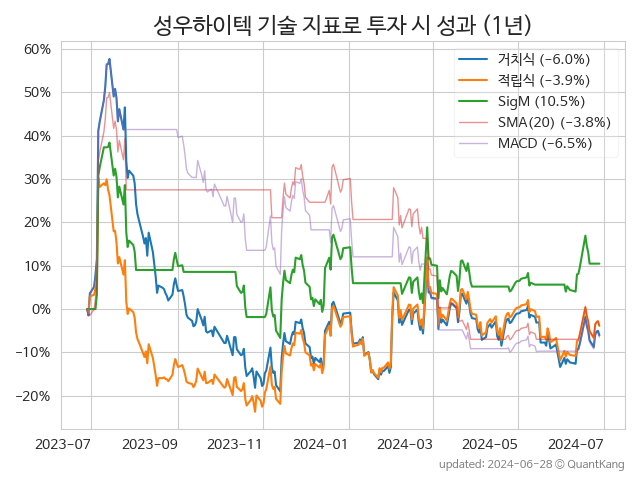 성우하이텍 기술 지표로 투자 시 성과 (1년)
60%
50%
40%
30%
20%
10%
0%
−10%
−20%
거치식 (−6.0%)
적립식 (−3.9%)
SigM (10.5%)
SMA(20) (−3.8%)
MACD (−6.5%)
2023-07 2023-09 2023-11 2024-01 2024-03 2024-05 2024-07
updated: 2024-06-28 © QuantKang